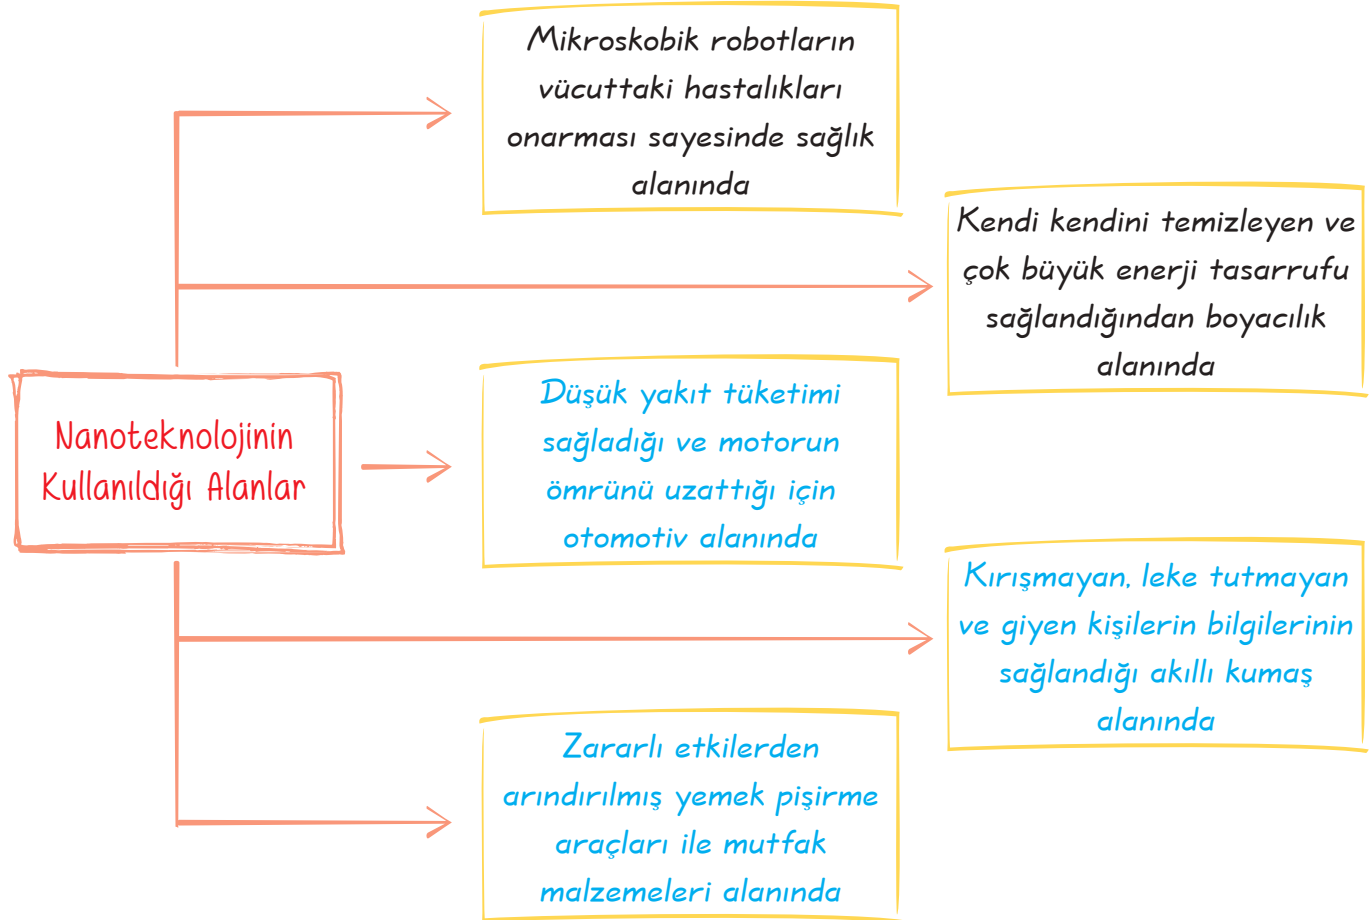 Mikroskobik robotların
vücuttaki hastalıkları
onarması sayesinde sağlık
alanında
Kendi kendini temizleyen ve
çok büyük enerji tasarrufu
sağlandığından boyacılık
alanında
Nanoteknolojinin
Kullanıldığı Alanlar
Düşük yakıt tüketimi
sağladığı ve motorun
ömrünü uzattığı için
otomotiv alanında
Kırışmayan, leke tutmayan
ve giyen kişilerin bilgilerinin
sağlandığı akıllı kumaş
alanında
Zararlı etkilerden
arındırılmış yemek pişirme
araçları ile mutfak
malzemeleri alanında